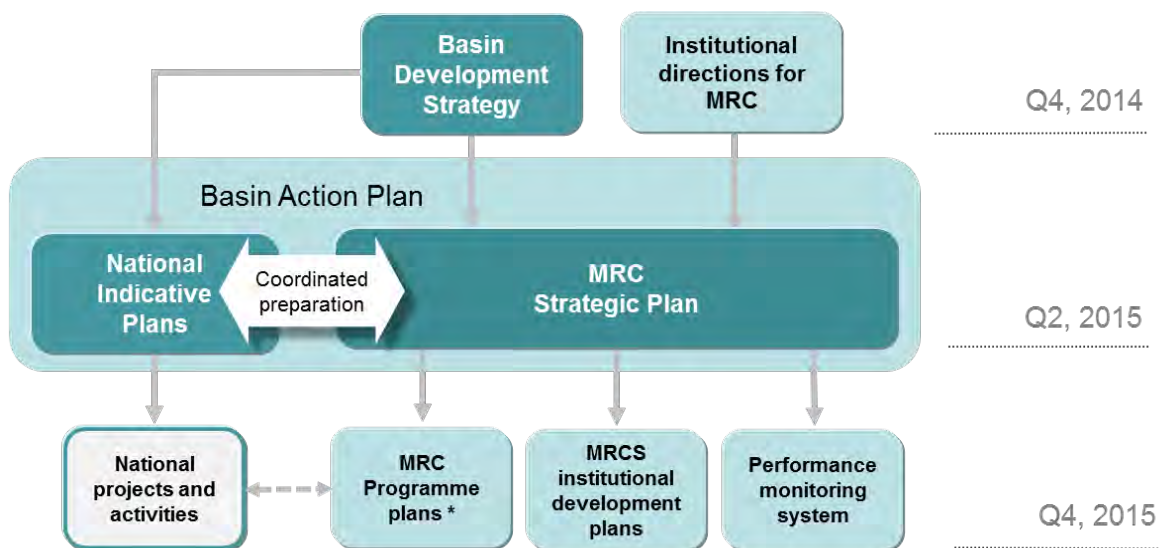 Basin
Development
Strategy
Institutional
directions for
MRC
Q4, 2014
Basin Action Plan
National
Indicative
Plans
Coordinated
preparation
MRC
Strategic Plan
Q2, 2015
National
projects and
activities
MRC
Programme
plans *
MRCS
institutional
development
plans
Performance
monitoring
system
Q4, 2015